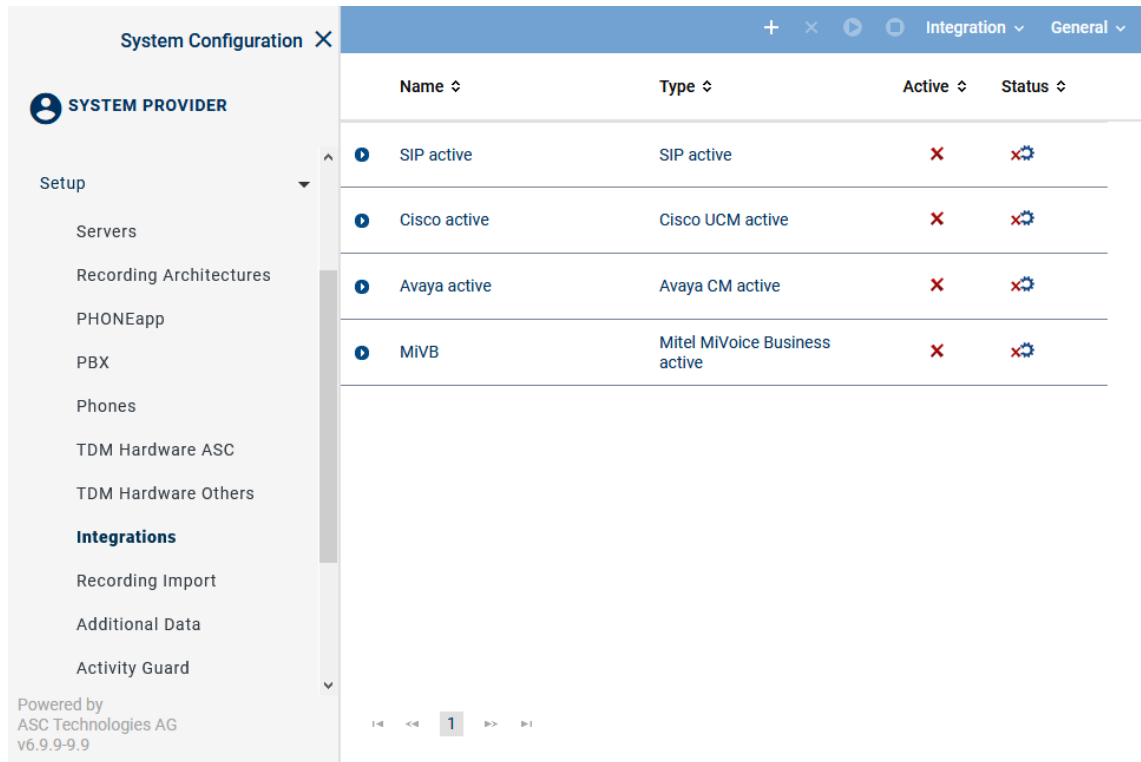 System Configuration
SYSTEM PROVIDER
Setup
Servers
Recording Architectures
PHONEapp
PBX
Phones
TDM Hardware ASC
TDM Hardware Others
Integrations
Recording Import
Additional Data
Activity Guard
Powered by
ASC Technologies AG
v6.9.9-9.9
Integration General
Name Type Active Status
SIP active SIP active
Cisco active Cisco UCM active
Avaya active Avaya CM active
MiVB Mitel MiVoice Business
active
1